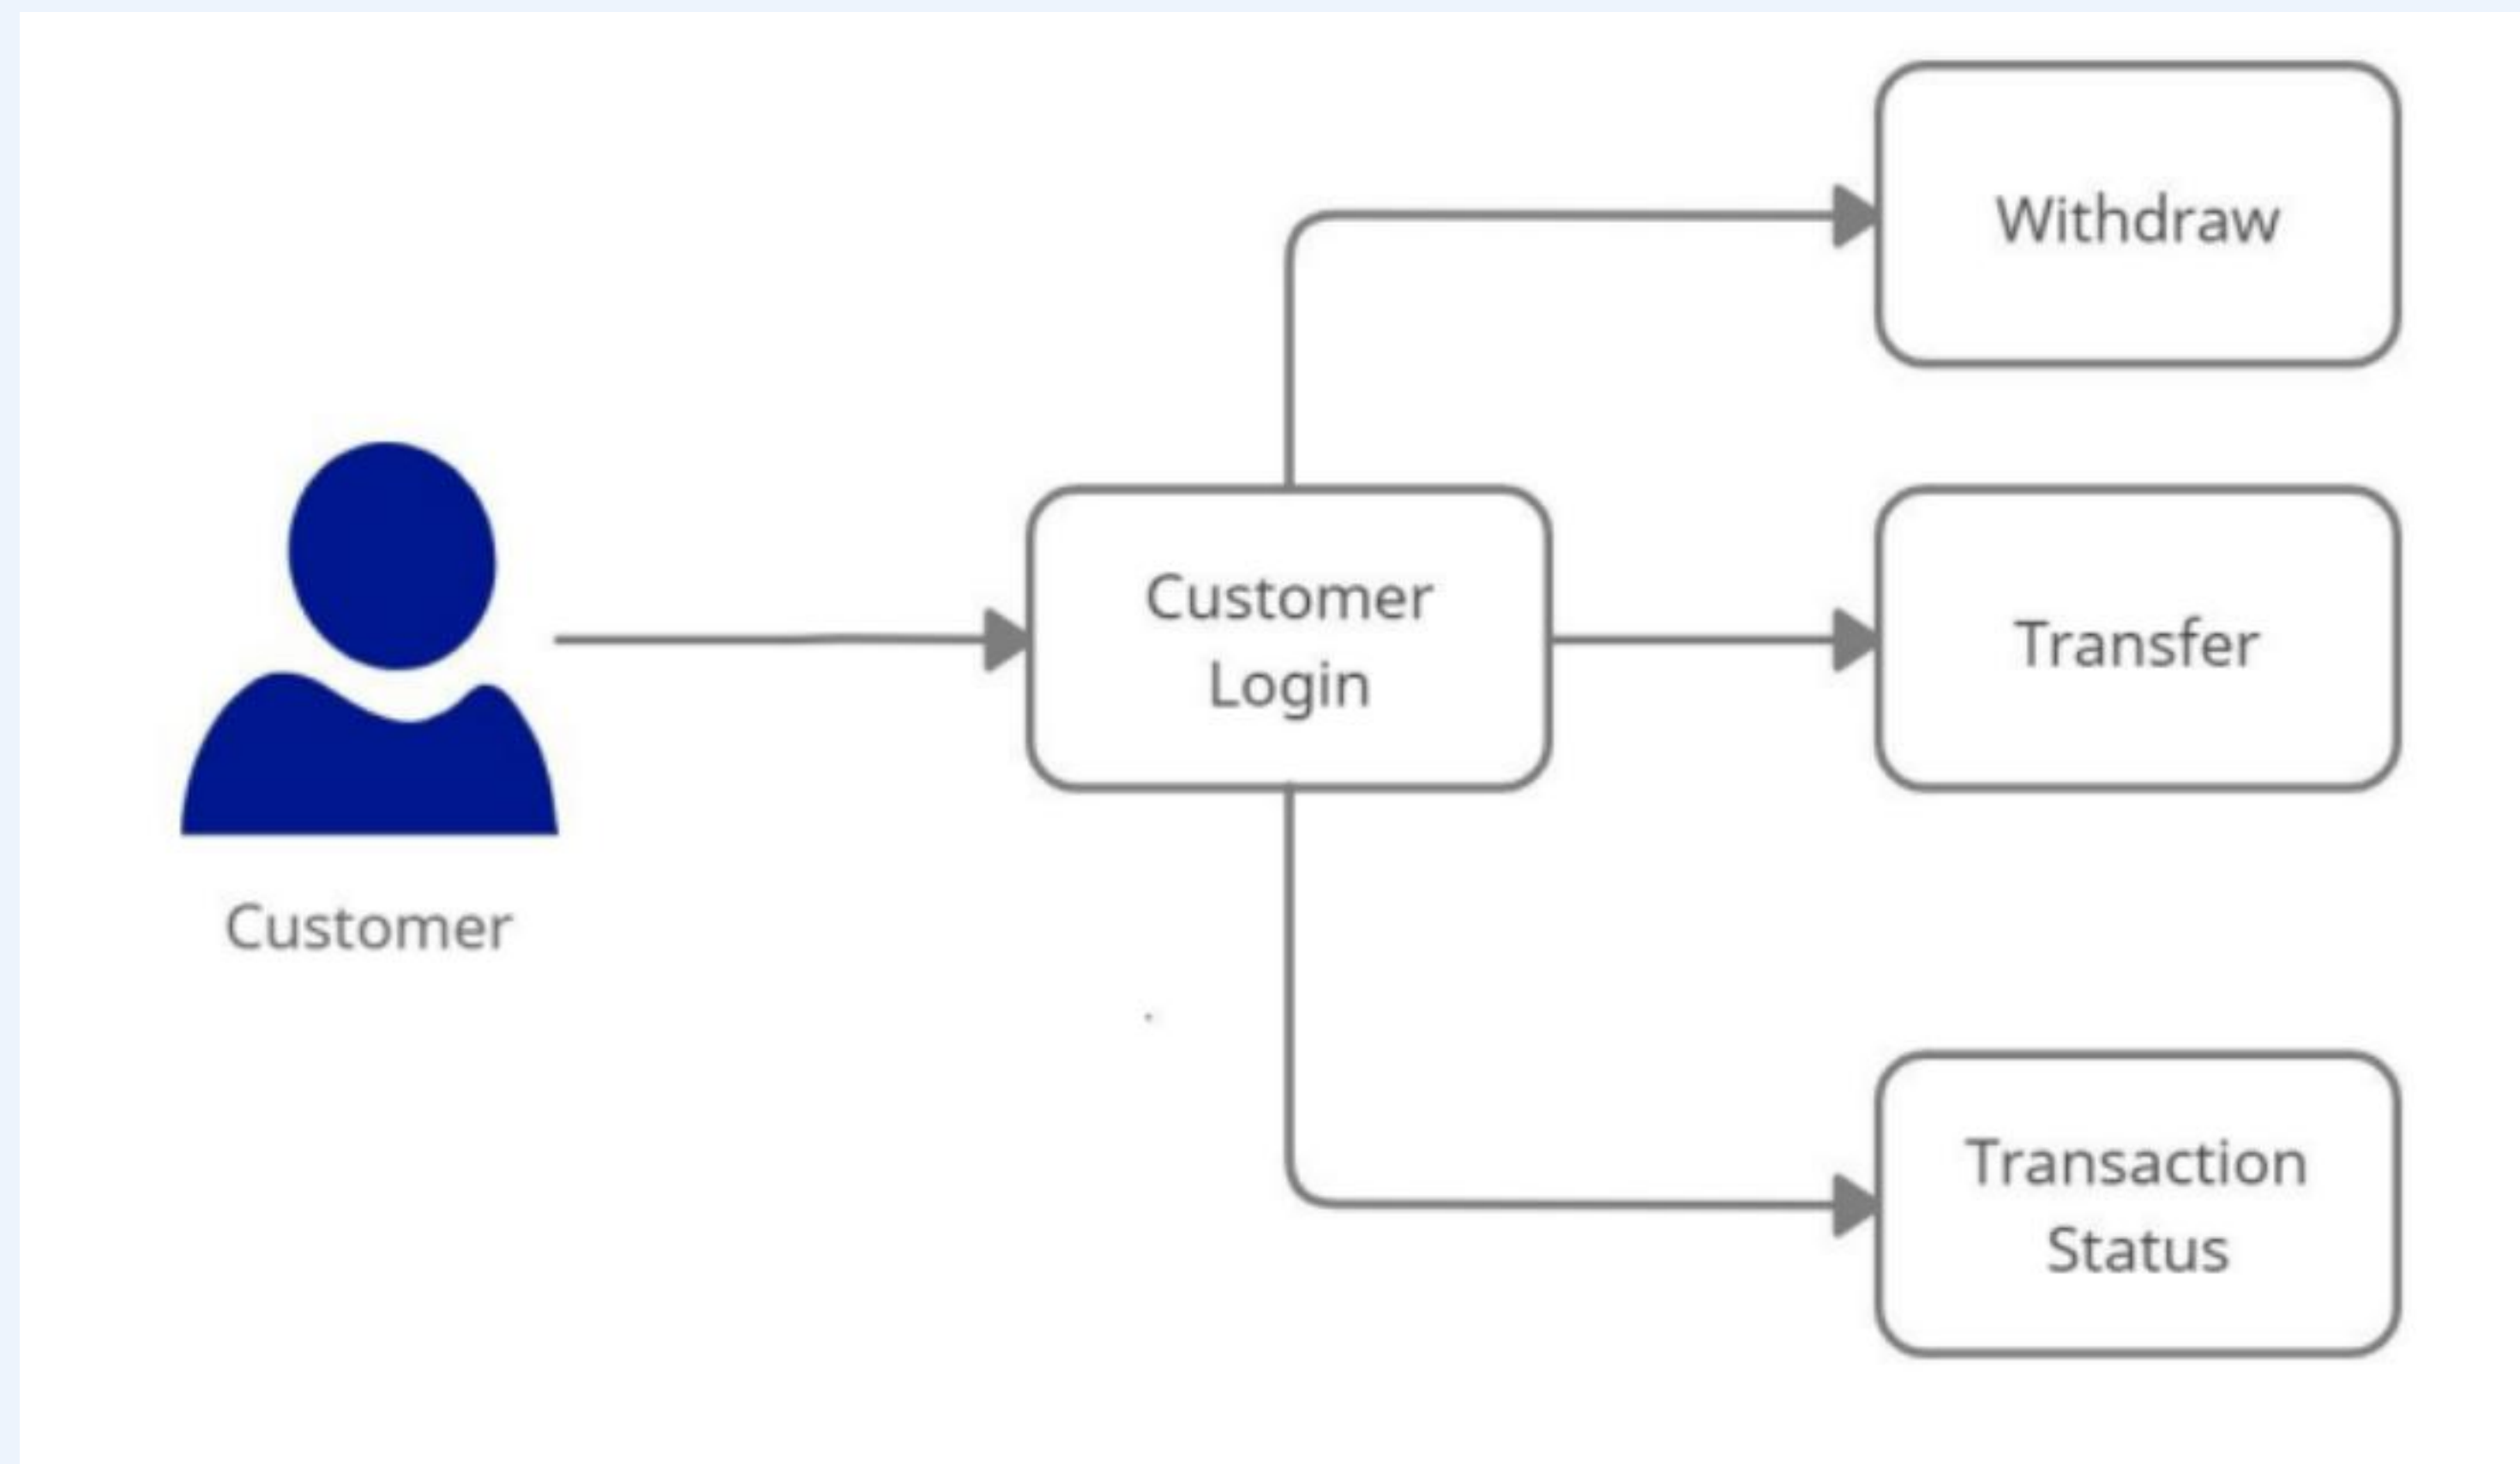 Withdraw
Customer
Login
Transfer
Customer
Transaction
Status